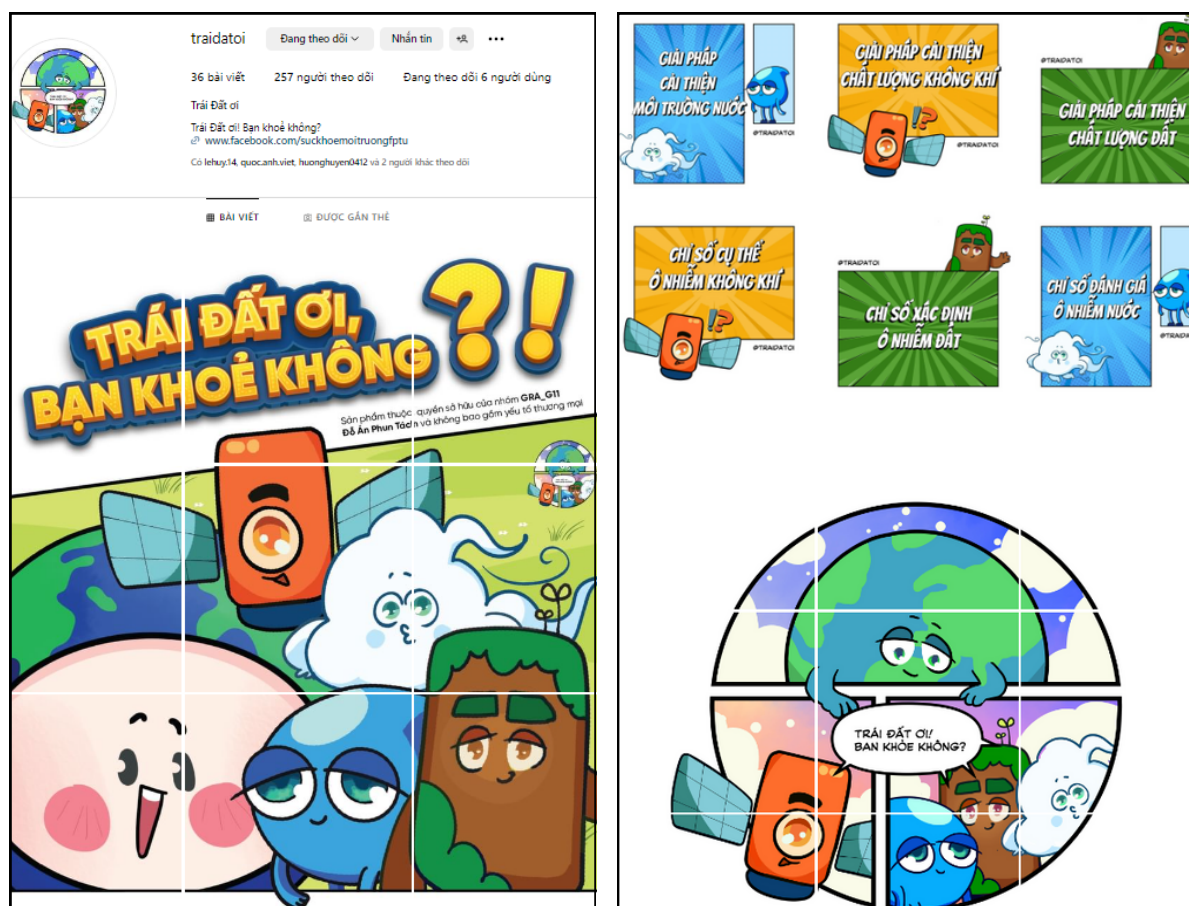 traidatoi
Đang theo dõi
Nhắn tin
36 bài viết
257 người theo dõi
Đang theo dõi 6 người dùng
Trái Đất ơi
Trái Đất ơi! Bạn khoẻ không?
www.facebook.com/suckhoemoitruongfptu
Có lehuy.14, quoc.anh.viet, huonghuyen0412 và 2 người khác theo dõi
BÀI VIẾT
ĐƯỢC GẮN THẺ
TRÁI ĐẤT ƠI,
BẠN KHOẺ KHÔNG
?!
Sản phẩm thuộc quyền sở hữu của nhóm GRA_G11
Đồ Án Phun Tách và không bao gồm yếu tố thương mại
GIẢI PHÁP
CẢI THIỆN
MÔI TRƯỜNG NƯỚC
@TRAIDATOI
GIẢI PHÁP CẢI THIỆN
CHẤT LƯỢNG KHÔNG KHÍ
!?
@TRAIDATOI
@TRAIDATOI
GIẢI PHÁP CẢI THIỆN
CHẤT LƯỢNG ĐẤT
CHỈ SỐ CỤ THỂ
Ô NHIỄM KHÔNG KHÍ
!?
@TRAIDATOI
@TRAIDATOI
CHỈ SỐ XÁC ĐỊNH
Ô NHIỄM ĐẤT
CHỈ SỐ ĐÁNH GIÁ
Ô NHIỄM NƯỚC
@TRAIDATOI
TRÁI ĐẤT ƠI!
BẠN KHỎE KHÔNG?